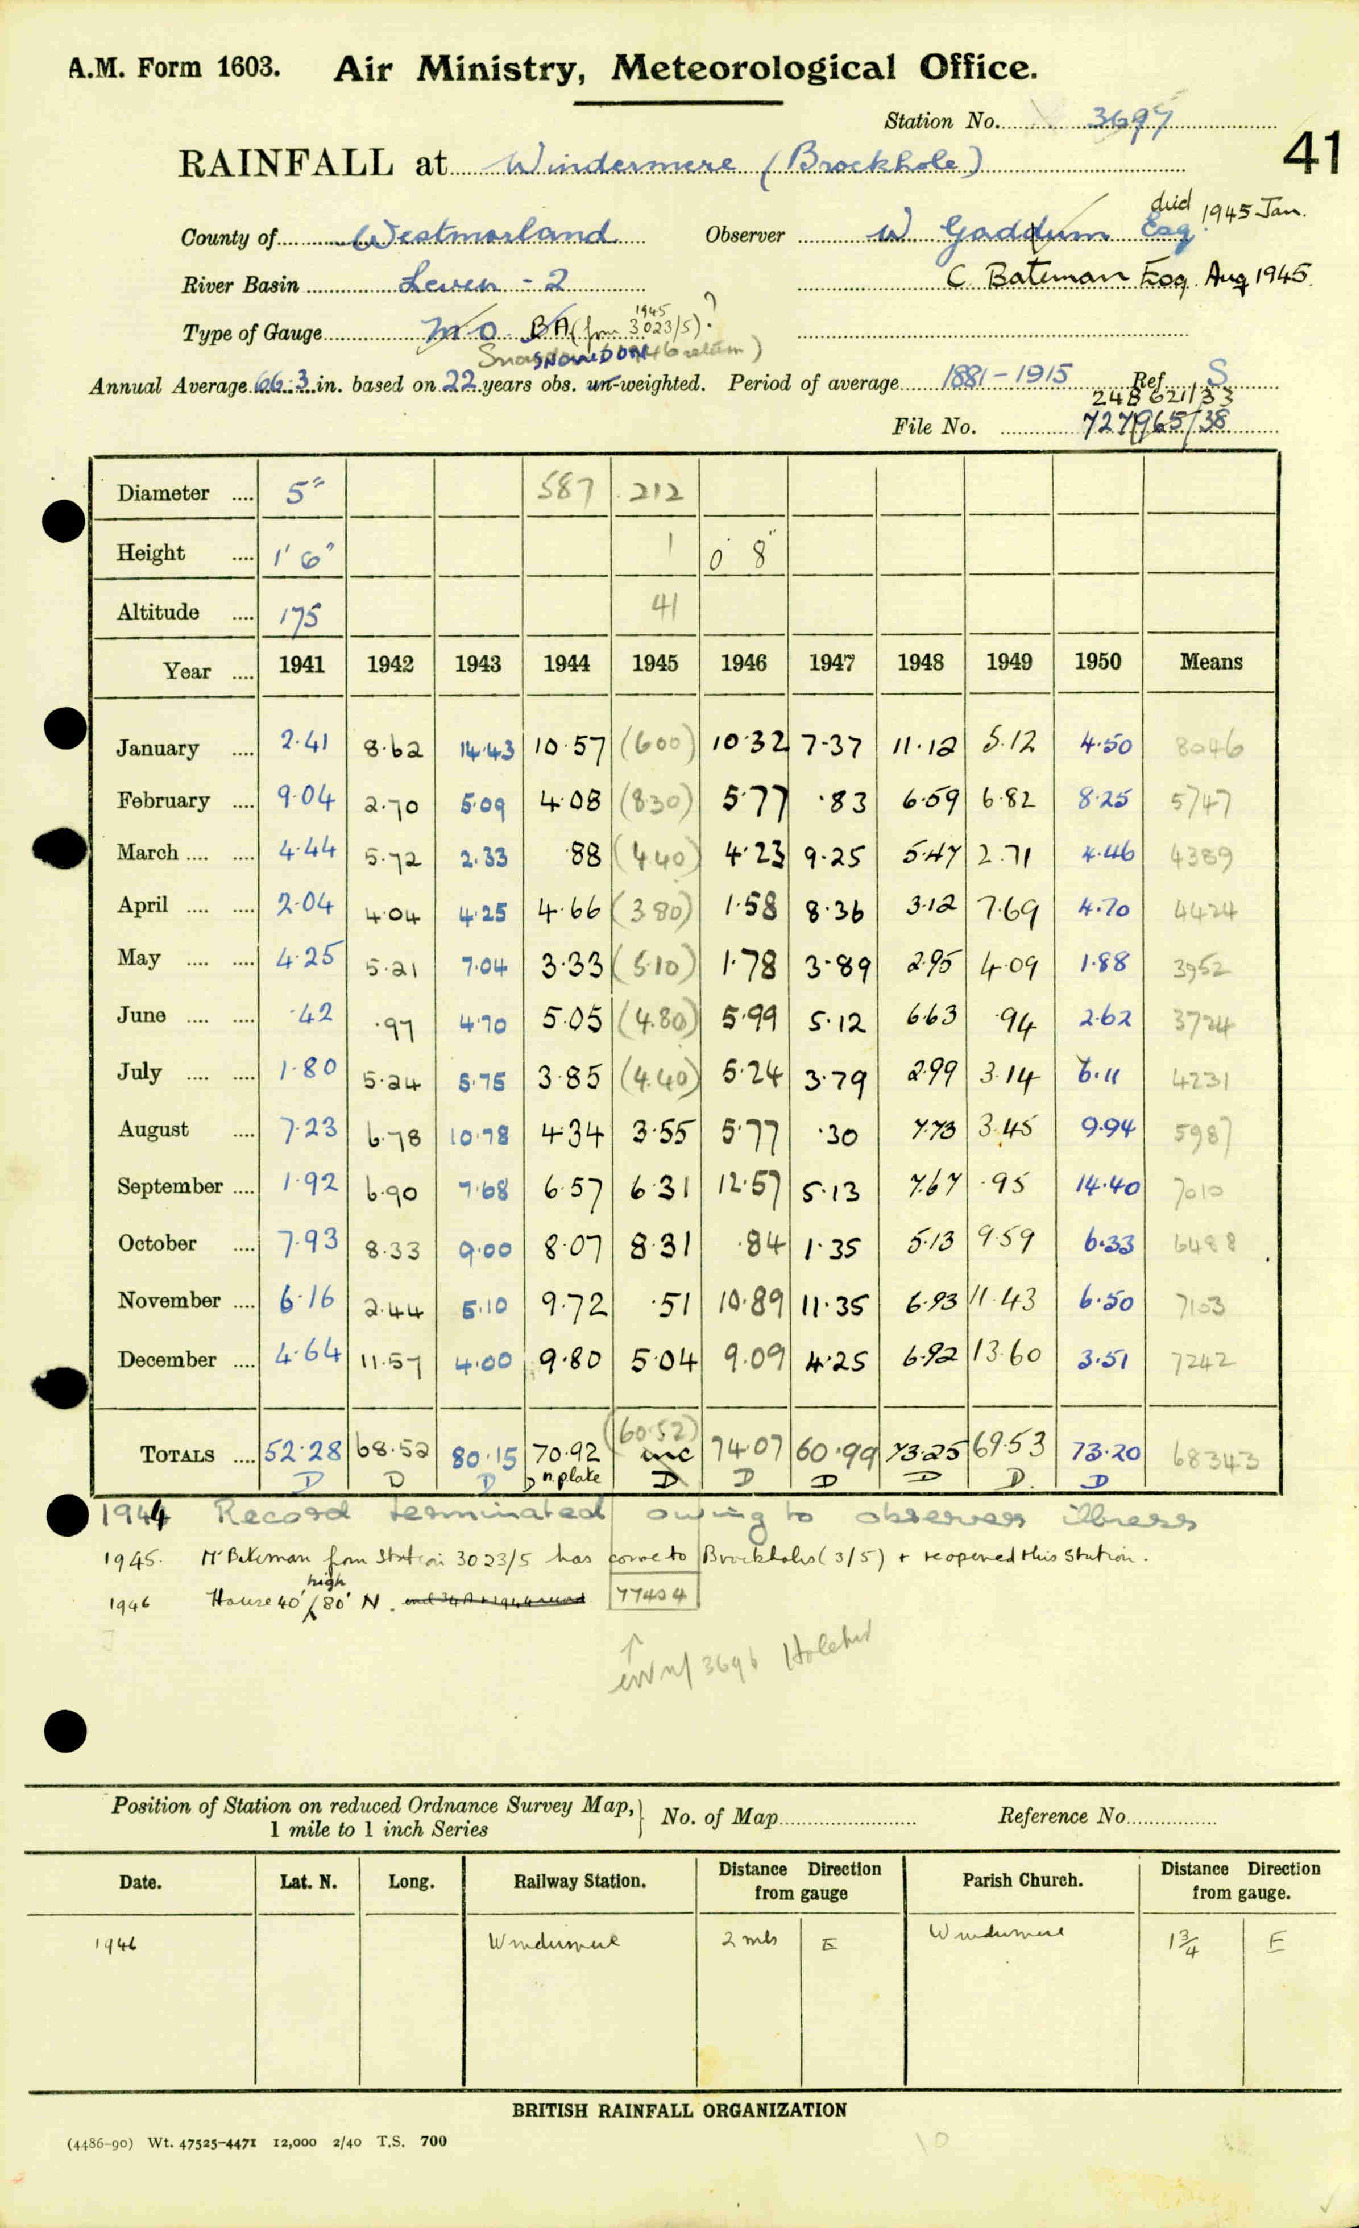 A.M. Form 1603. Air Ministry, Meteorological Office.
Station No. 3695
41
RAINFALL at Windermere (Brockhole)
County of Westmorland Observer W Gaddum Esq. died 1945 Jan.
River Basin Leven - 2 C. Bateman Esq. Aug 1945
Type of Gauge M O BA (from 3023/5) 1945 ?
SNOWDON
Annual Average 66.3 in. based on 22 years obs. un-weighted. Period of average 1881-1915 Ref. S
248621/33
File No. 727965/38
Diameter .... 5" 587 212
Height .... 1' 6" 1 0' 8"
Altitude .... 175 41
Year .... 1941 1942 1943 1944 1945 1946 1947 1948 1949 1950 Means
January .... 2.41 8.62 14.43 10.57 (600) 10.32 7.37 11.12 5.12 4.50 8046
February .... 9.04 2.70 5.09 4.08 (830) 5.77 .83 6.59 6.82 8.25 5747
March .... .... 4.44 5.72 2.33 .88 (4.40) 4.23 9.25 5.47 2.71 4.46 4389
April .... .... 2.04 4.04 4.25 4.66 (380) 1.58 8.36 3.12 7.69 4.70 4424
May .... .... 4.25 5.21 7.04 3.33 (5.10) 1.78 3.89 2.95 4.09 1.88 3952
June .... .... .42 .97 4.70 5.05 (4.80) 5.99 5.12 6.63 .94 2.62 3724
July .... .... 1.80 5.24 5.75 3.85 (4.40) 5.24 3.79 2.99 3.14 6.11 4231
August .... 7.23 6.78 10.78 4.34 3.55 5.77 .30 7.73 3.45 9.94 5987
September .... 1.92 6.90 7.68 6.57 6.31 12.57 5.13 7.67 .95 14.40 7010
October .... 7.93 8.33 9.00 8.07 8.31 .84 1.35 5.13 9.59 6.33 6488
November .... 6.16 2.44 5.10 9.72 .51 10.89 11.35 6.93 11.43 6.50 7103
December .... 4.64 11.57 4.00 9.80 5.04 9.09 4.25 6.92 13.60 3.51 7242
(60.52)
TOTALS .... 52.28 68.52 80.15 70.92 inc 74.07 60.99 73.25 69.53 73.20 68343
D D D D n. plate D D D D D. D
1944 Record terminated owing to observers illness
1945. Mr Bateman from Station 3023/5 has come to Brockhole (3/5) + reopened this station.
1946 House 40' high / 80' N. 77404
3696
Position of Station on reduced Ordnance Survey Map, 1 mile to 1 inch Series } No. of Map Reference No.
Date. Lat. N. Long. Railway Station. Distance Direction from gauge Parish Church. Distance Direction from gauge.
1946 Windermere 2 mls E Windermere 1 3/4 E
BRITISH RAINFALL ORGANIZATION
(4486-90) Wt. 47525-4471 12,000 2/40 T.S. 700
10